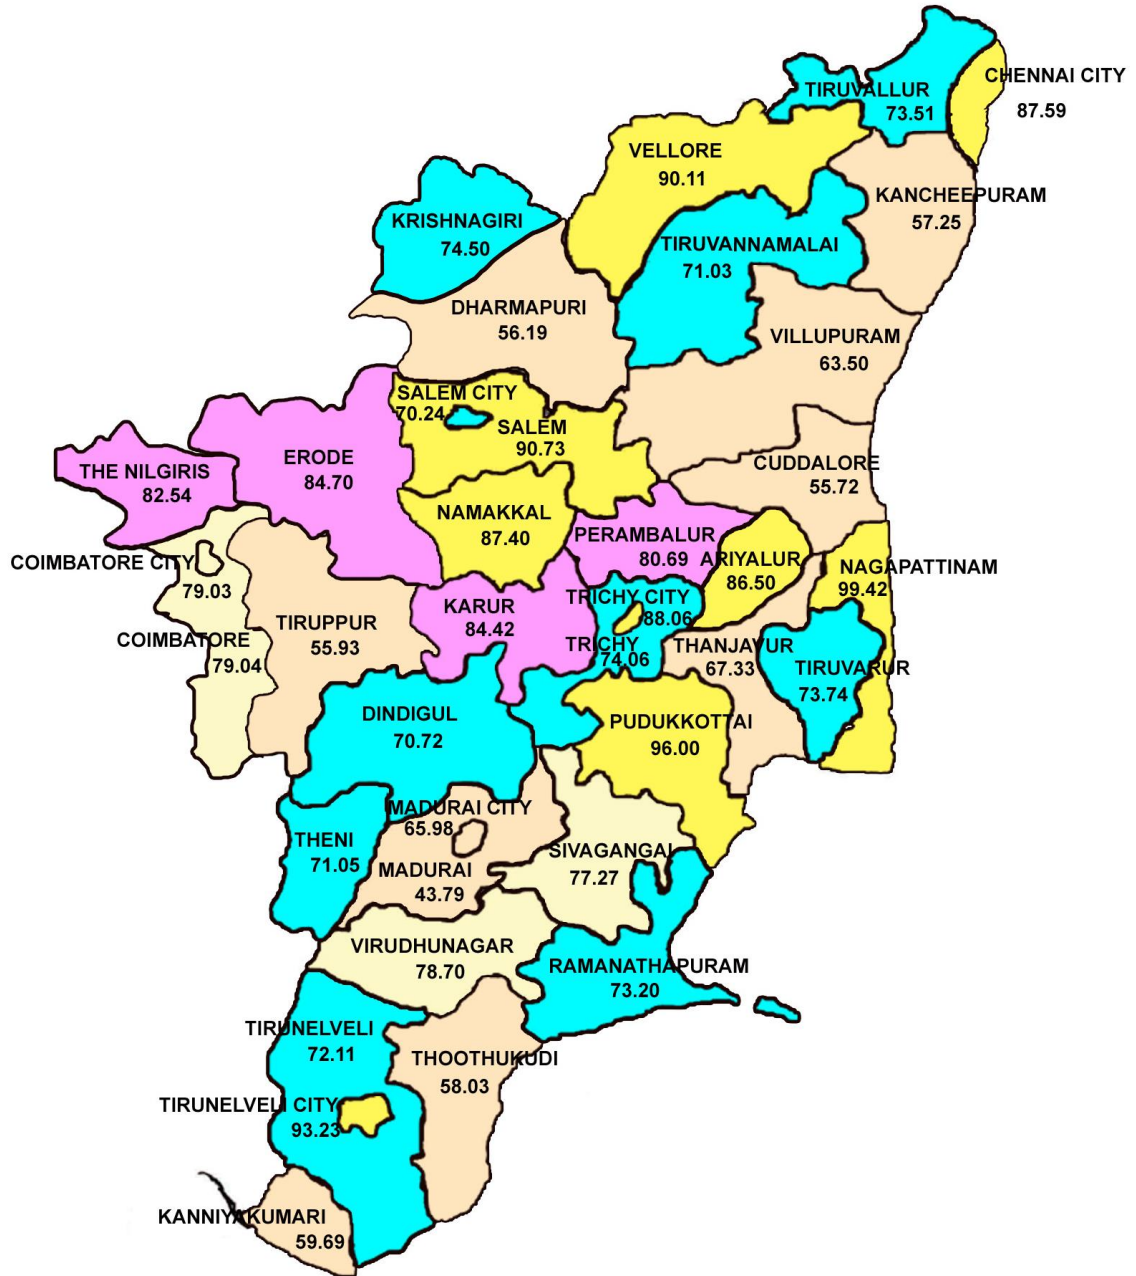 CHENNAI CITY
87.59
TIRUVALLUR
73.51
VELLORE
90.11
KANCHEEPURAM
57.25
KRISHNAGIRI
74.50
TIRUVANNAMALAI
71.03
DHARMAPURI
56.19
VILLUPURAM
63.50
SALEM CITY
70.24
SALEM
90.73
ERODE
84.70
THE NILGIRIS
82.54
CUDDALORE
55.72
NAMAKKAL
87.40
PERAMBALUR
80.69
ARIYALUR
86.50
NAGAPATTINAM
99.42
COIMBATORE CITY
79.03
TRICHY CITY
88.06
KARUR
84.42
TIRUPPUR
55.93
COIMBATORE
79.04
TRICHY
74.06
THANJAVUR
67.33
TIRUVARUR
73.74
DINDIGUL
70.72
PUDUKKOTTAI
96.00
MADURAI CITY
65.98
THENI
71.05
MADURAI
43.79
SIVAGANGAI
77.27
VIRUDHUNAGAR
78.70
RAMANATHAPURAM
73.20
TIRUNELVELI
72.11
THOOTHUKUDI
58.03
TIRUNELVELI CITY
93.23
KANNIYAKUMARI
59.69